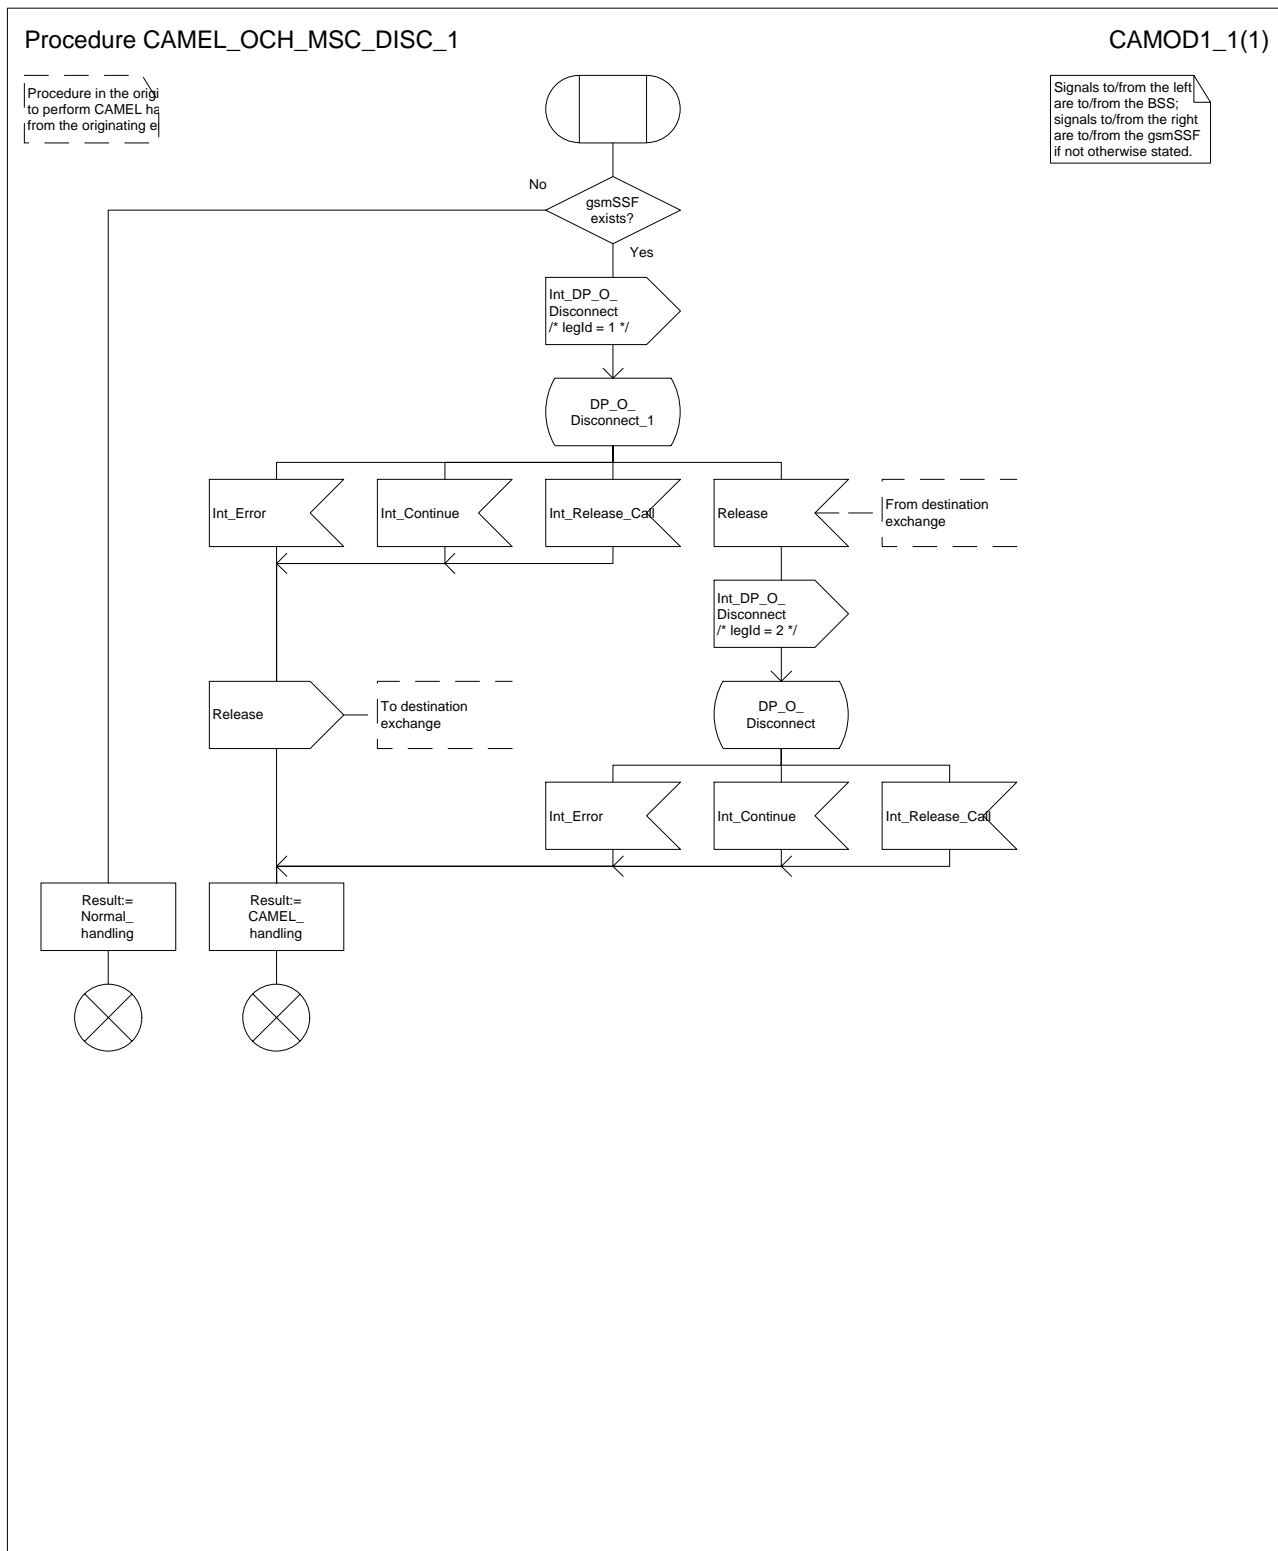 Procedure CAMEL_OCH_MSC_DISC_1
CAMOD1_1(1)
Procedure in the
to perform CAMEL
from the originating
Signals to/from the left
are to/from the BSS;
signals to/from the right
are to/from the gsmSSF
if not otherwise stated.
No
gsmSSF
exists?
Yes
Int_DP_O_
Disconnect
/* legId = 1 */
DP_O_
Disconnect_1
Int_Error
Int_Continue
Int_Release_Call
Release
From destination
exchange
Int_DP_O_
Disconnect
/* legId = 2 */
Release
To destination
exchange
DP_O_
Disconnect
Int_Error
Int_Continue
Int_Release_Call
Result:=
Normal_
handling
Result:=
CAMEL_
handling